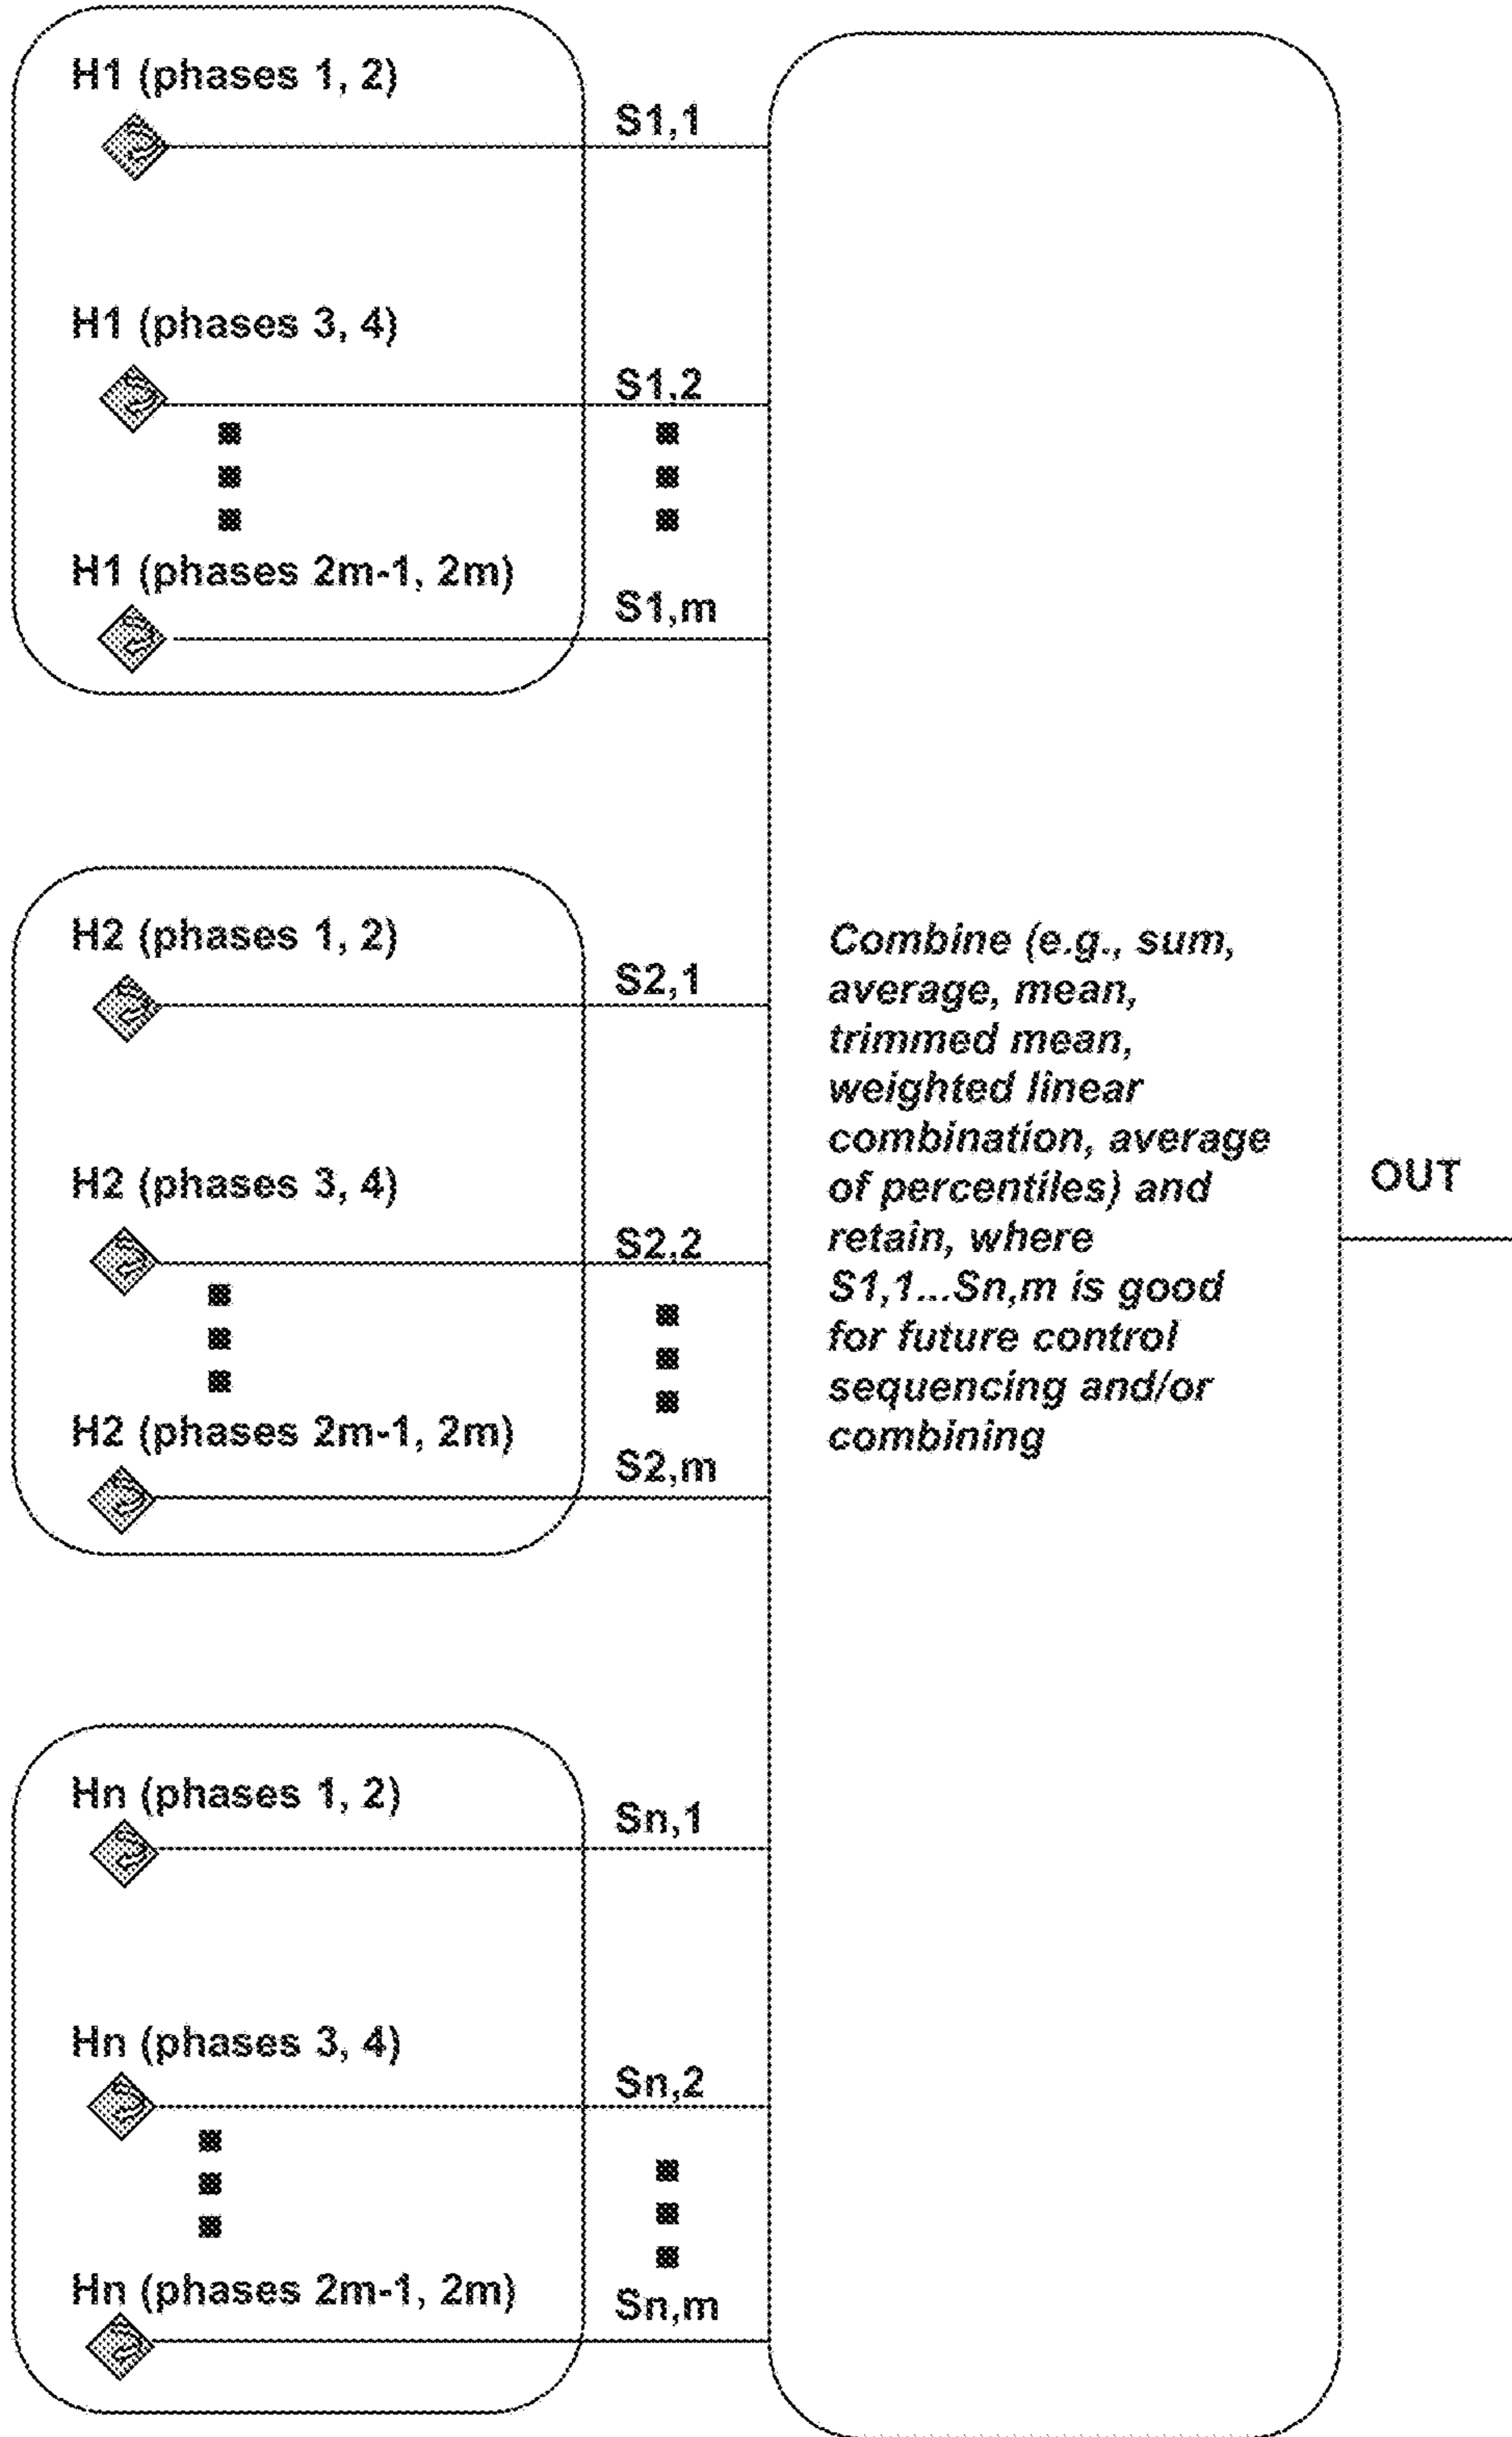 H1 (phases 1, 2)
S1,1
H1 (phases 3, 4)
S1,2
H1 (phases 2m-1, 2m)
S1,m
H2 (phases 1, 2)
S2,1
H2 (phases 3, 4)
S2,2
H2 (phases 2m-1, 2m)
S2,m
Hn (phases 1, 2)
Sn,1
Hn (phases 3, 4)
Sn,2
Hn (phases 2m-1, 2m)
Sn,m
Combine (e.g., sum,
average, mean,
trimmed mean,
weighted linear
combination, average
of percentiles) and
retain, where
S1,1...Sn,m is good
for future control
sequencing and/or
combining
OUT